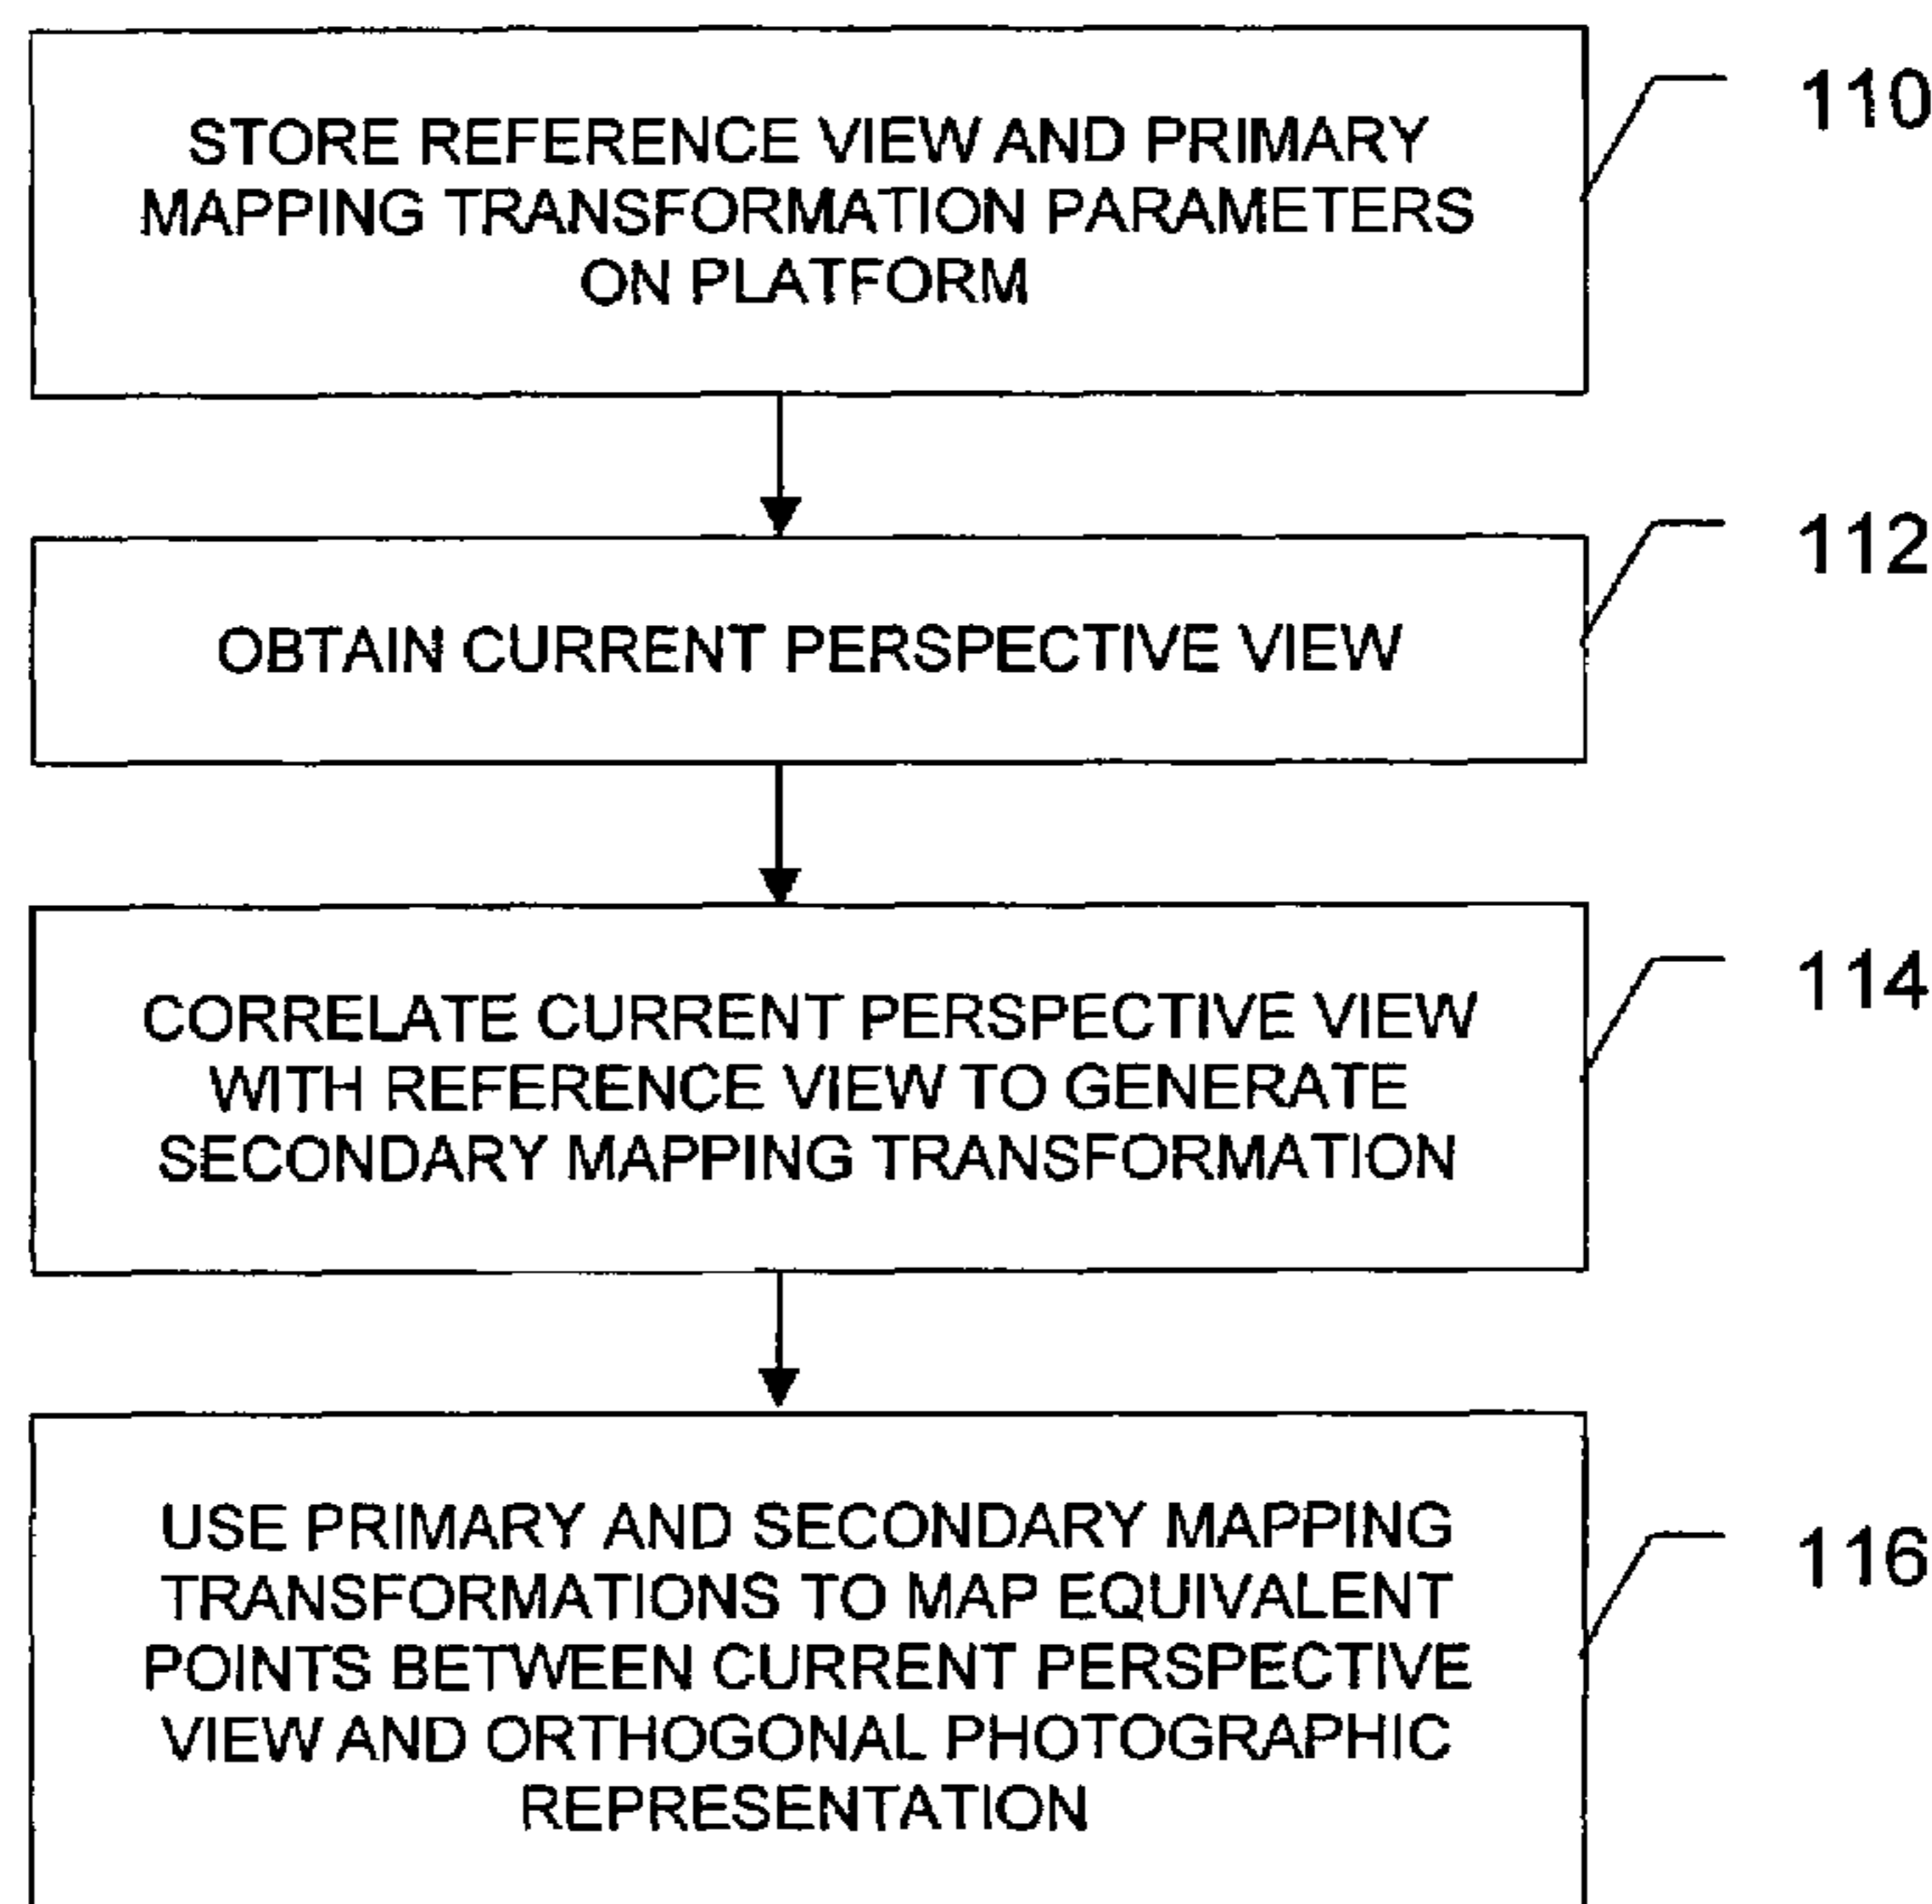 STORE REFERENCE VIEW AND PRIMARY
MAPPING TRANSFORMATION PARAMETERS
ON PLATFORM
110
OBTAIN CURRENT PERSPECTIVE VIEW
112
CORRELATE CURRENT PERSPECTIVE VIEW
WITH REFERENCE VIEW TO GENERATE
SECONDARY MAPPING TRANSFORMATION
114
USE PRIMARY AND SECONDARY MAPPING
TRANSFORMATIONS TO MAP EQUIVALENT
POINTS BETWEEN CURRENT PERSPECTIVE
VIEW AND ORTHOGONAL PHOTOGRAPHIC
REPRESENTATION
116